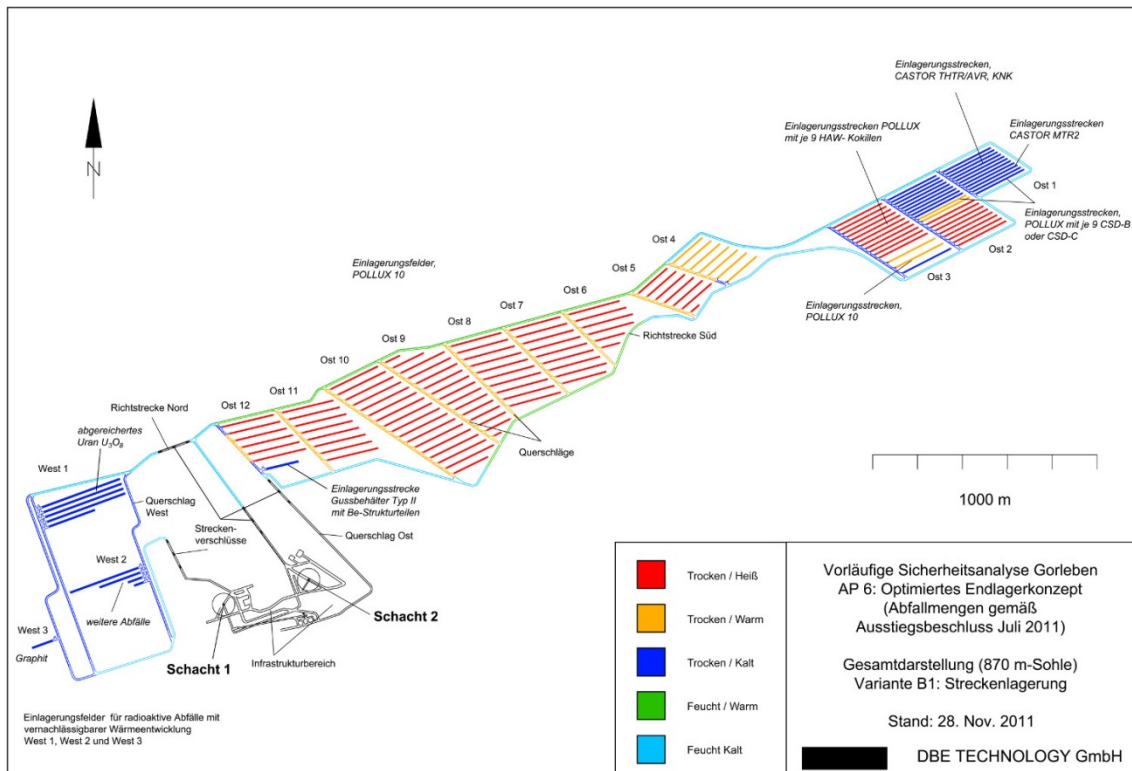 Einlagerungsstrecken,
CASTOR THTR/AVR, KNK
Einlagerungsstrecken POLLUX
mit je 9 HAW- Kokillen
Einlagerungsstrecken
CASTOR MTR2
Ost 1
Einlagerungsstrecken,
POLLUX mit je 9 CSD-B
oder CSD-C
Ost 2
Ost 3
Einlagerungsstrecken,
POLLUX 10
N
Einlagerungsfelder,
POLLUX 10
Ost 4
Ost 5
Ost 6
Ost 7
Ost 8
Ost 9
Ost 10
Ost 11
Ost 12
Richtstrecke Süd
Querschläge
Richtstrecke Nord
abgereichertes
Uran U3O8
West 1
Querschlag
West
Einlagerungsstrecke
Gussbehälter Typ II
mit Be-Strukturteilen
Strecken-
verschlüsse
Querschlag Ost
West 2
weitere Abfälle
West 3
Graphit
Schacht 2
Schacht 1
Infrastrukturbereich
Einlagerungsfelder für radioaktive Abfälle mit
vernachlässigbarer Wärmeentwicklung
West 1, West 2 und West 3
1000 m
Trocken / Heiß
Trocken / Warm
Trocken / Kalt
Feucht / Warm
Feucht Kalt
Vorläufige Sicherheitsanalyse Gorleben
AP 6: Optimiertes Endlagerkonzept
(Abfallmengen gemäß
Ausstiegsbeschluss Juli 2011)
Gesamtdarstellung (870 m-Sohle)
Variante B1: Streckenlagerung
Stand: 28. Nov. 2011
DBE TECHNOLOGY GmbH